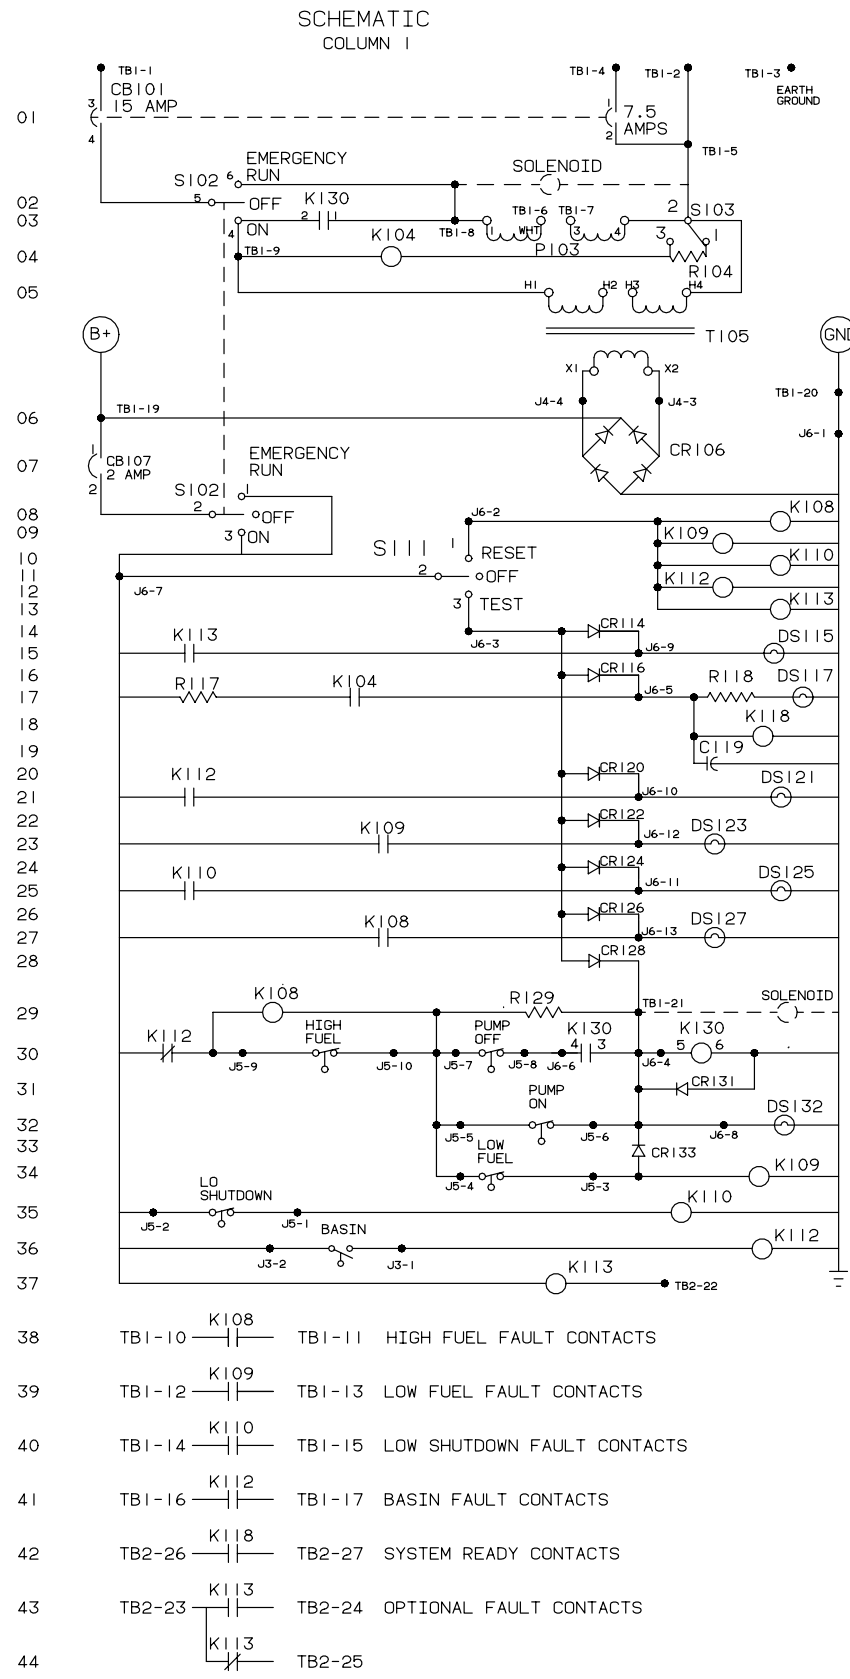 SCHEMATIC
COLUMN 1
TB1-1 TB1-4 TB1-2 TB1-3
EARTH
GROUND
CB101
15 AMP
3
4
1
2
7.5
AMPS
01
TB1-5
EMERGENCY
RUN
SOLENOID
S102 6
5
02 OFF
K130
2 1
TB1-6 TB1-7
2 S103
03
4 ON
TB1-8 1 WHT 3 4
P103
3 1
04 TB1-9 K104
R104
05 H1 H2 H3 H4
B+ T105 GND
X1 X2
TB1-20
J4-4 J4-3
06 TB1-19
J6-1
CR106
07
1
CB107
2 AMP
2
EMERGENCY
RUN
S102 1
08 2 OFF
09 3 ON
J6-2 K108
K109
10 S111 1 RESET K110
11 2 OFF
12 J6-7 K112
13 3 TEST K113
14 J6-3 CR114
15 K113 J6-9 DS115
16 CR116
17 R117 K104 J6-5 R118 DS117
18 K118
19 C119
20 CR120
21 K112 J6-10 DS121
22 CR122
23 K109 J6-12 DS123
24 CR124
25 K110 J6-11 DS125
26 CR126
27 K108 J6-13 DS127
28 CR128
29 K108 R129 TB1-21 SOLENOID
30 K112 J5-9 HIGH
FUEL
J5-10 J5-7 PUMP
OFF
J5-8 J6-6 4 K130 3 J6-4 5 K130 6
31 CR131
32 J5-5 PUMP
ON
J5-6 J6-8 DS132
33 CR133
34 J5-4 LOW
FUEL
J5-3 K109
35 J5-2 LO
SHUTDOWN
J5-1 K110
36 J3-2 BASIN J3-1 K112
37 K113 TB2-22
38 TB1-10 K108 TB1-11 HIGH FUEL FAULT CONTACTS
39 TB1-12 K109 TB1-13 LOW FUEL FAULT CONTACTS
40 TB1-14 K110 TB1-15 LOW SHUTDOWN FAULT CONTACTS
41 TB1-16 K112 TB1-17 BASIN FAULT CONTACTS
42 TB2-26 K118 TB2-27 SYSTEM READY CONTACTS
43 TB2-23 K113 TB2-24 OPTIONAL FAULT CONTACTS
44 K113 TB2-25